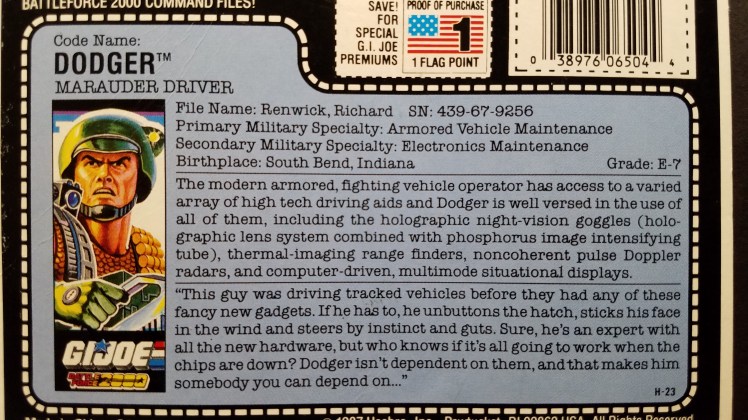 BATTLEFORCE 2000 COMMAND FILES!
SAVE!
FOR
SPECIAL
G.I. JOE
PREMIUMS
PROOF OF PURCHASE
1
1 FLAG POINT
0 38976 06504 4
Code Name:
DODGER™
MARAUDER DRIVER
File Name: Renwick, Richard SN: 439-67-9256
Primary Military Specialty: Armored Vehicle Maintenance
Secondary Military Specialty: Electronics Maintenance
Birthplace: South Bend, Indiana Grade: E-7
The modern armored, fighting vehicle operator has access to a varied
array of high tech driving aids and Dodger is well versed in the use of
all of them, including the holographic night-vision goggles (holo-
graphic lens system combined with phosphorus image intensifying
tube), thermal-imaging range finders, noncoherent pulse Doppler
radars, and computer-driven, multimode situational displays.
"This guy was driving tracked vehicles before they had any of these
fancy new gadgets. If he has to, he unbuttons the hatch, sticks his face
in the wind and steers by instinct and guts. Sure, he's an expert with
all the new hardware, but who knows if it's all going to work when the
chips are down? Dodger isn't dependent on them, and that makes him
somebody you can depend on..."
GI JOE
2000
H-23